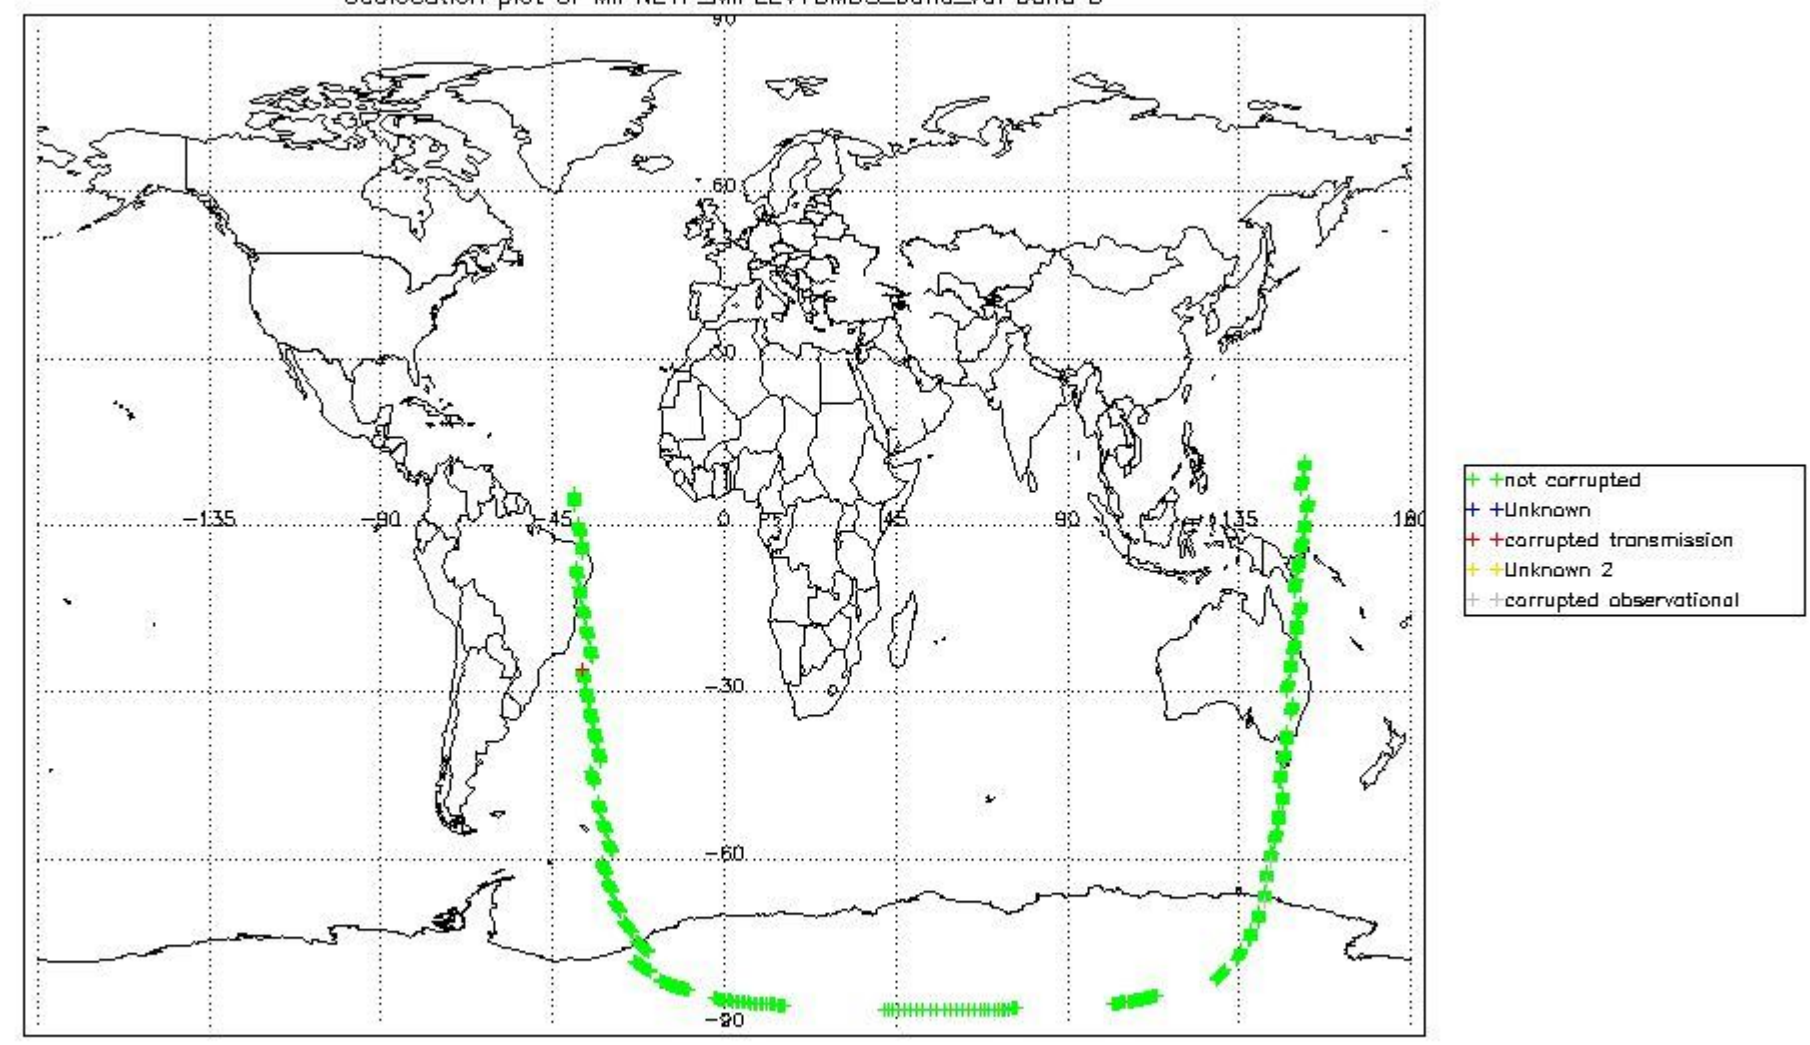 90
60
30
-135
-90
-45
0
45
90
135
180
-30
-60
-90
not corrupted
Unknown
corrupted transmission
Unknown 2
corrupted observational